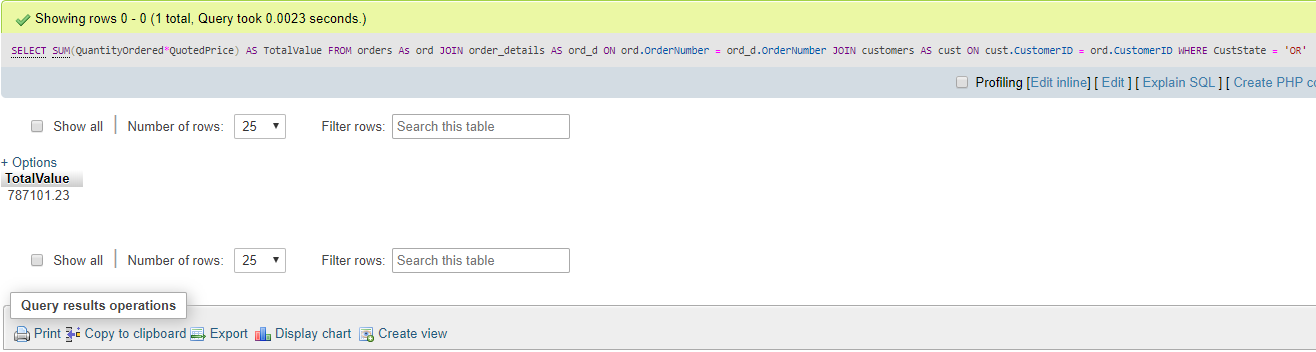 Showing rows 0 - 0 (1 total, Query took 0.0023 seconds.)
SELECT SUM(QuantityOrdered*QuotedPrice) AS TotalValue FROM orders As ord JOIN order_details AS ord_d ON ord.OrderNumber = ord_d.OrderNumber JOIN customers AS cust ON cust.CustomerID = ord.CustomerID WHERE CustState = 'OR'
Profiling [Edit inline] [ Edit ] [ Explain SQL ] [ Create PHP co
Show all | Number of rows: 25 Filter rows: Search this table
+ Options
TotalValue
787101.23
Show all | Number of rows: 25 Filter rows: Search this table
Query results operations
Print Copy to clipboard Export Display chart Create view